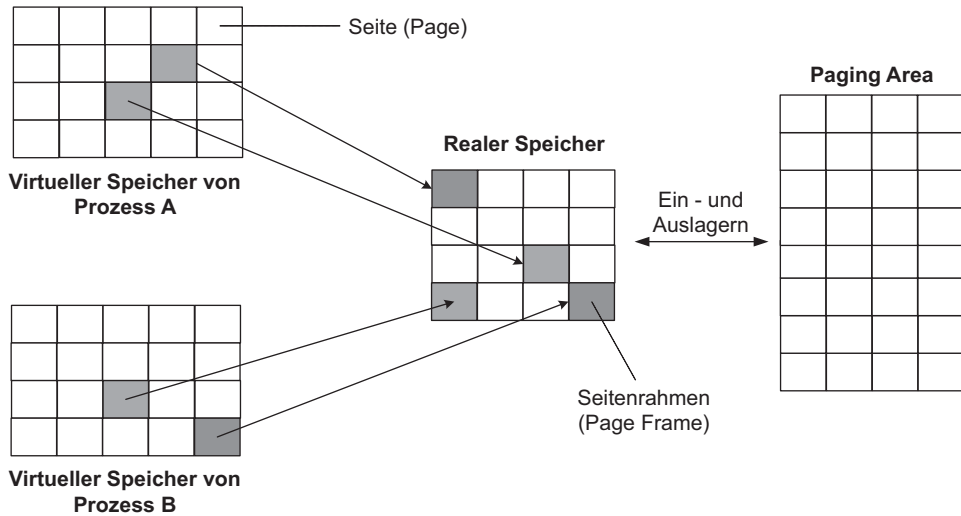 Seite (Page)
Paging Area
Realer Speicher
Virtueller Speicher von
Prozess A
Ein - und
Auslagern
Seitenrahmen
(Page Frame)
Virtueller Speicher von
Prozess B